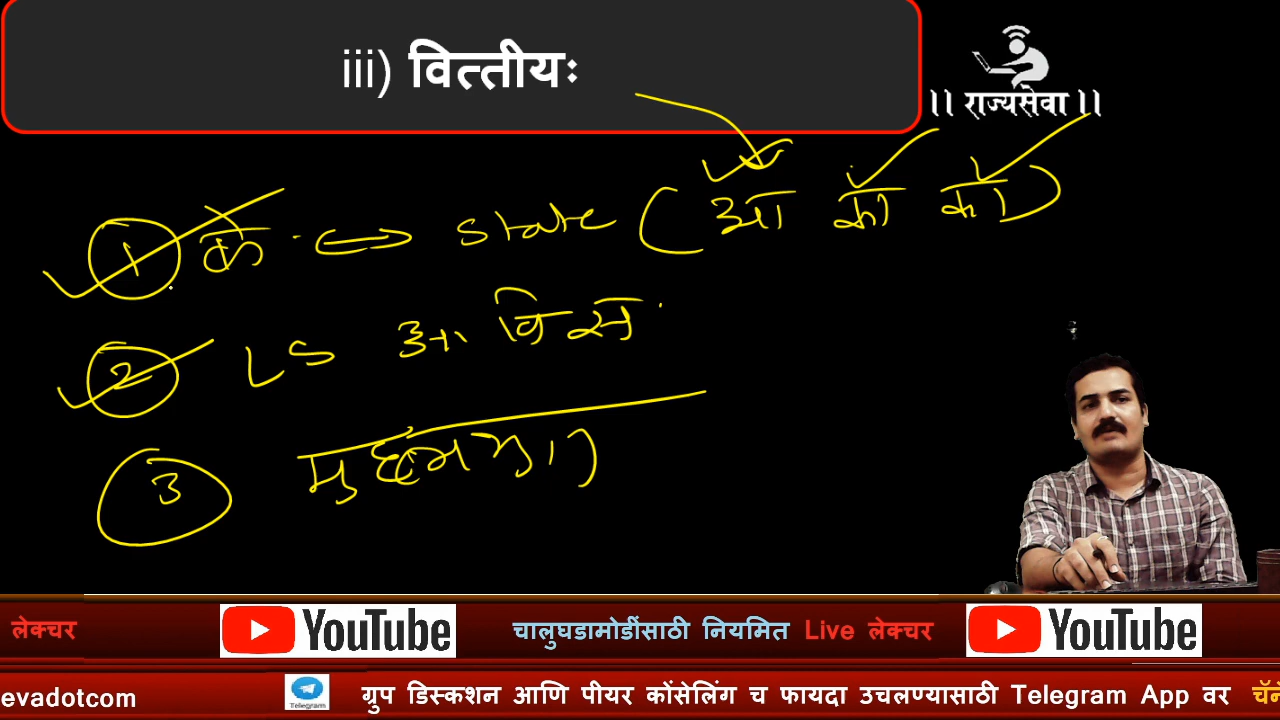 iii) वित्तीयः
|| राज्यसेवा ||
1 के state (आ का का)
2 LS आ
3
लेक्चर YouTube चालुघडामोडींसाठी नियमित Live लेक्चर YouTube
evadotcom Telegram ग्रुप डिस्कशन आणि पीयर कोंसेलिंग च फायदा उचलण्यासाठी Telegram App वर